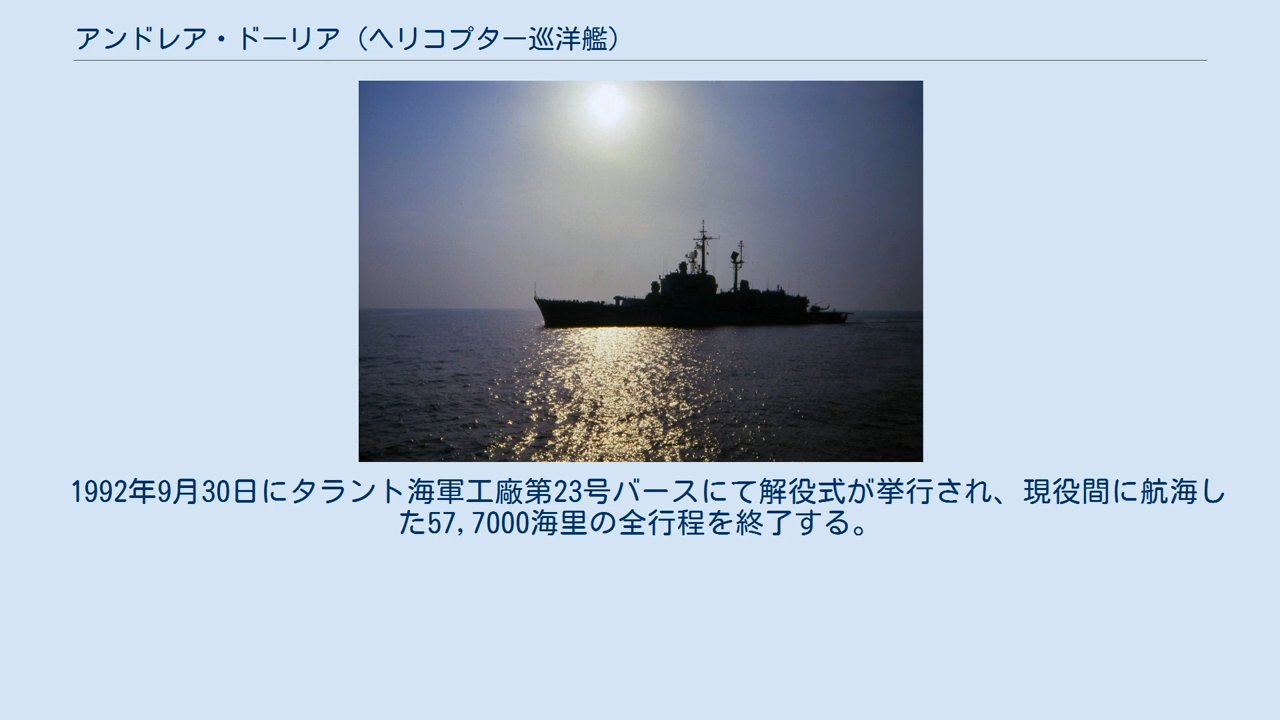 アンドレア・ドーリア（ヘリコプター巡洋艦）
1992年9月30日にタラント海軍工廠第23号バースにて解役式が挙行され、現役間に航海し
た57,7000海里の全行程を終了する。